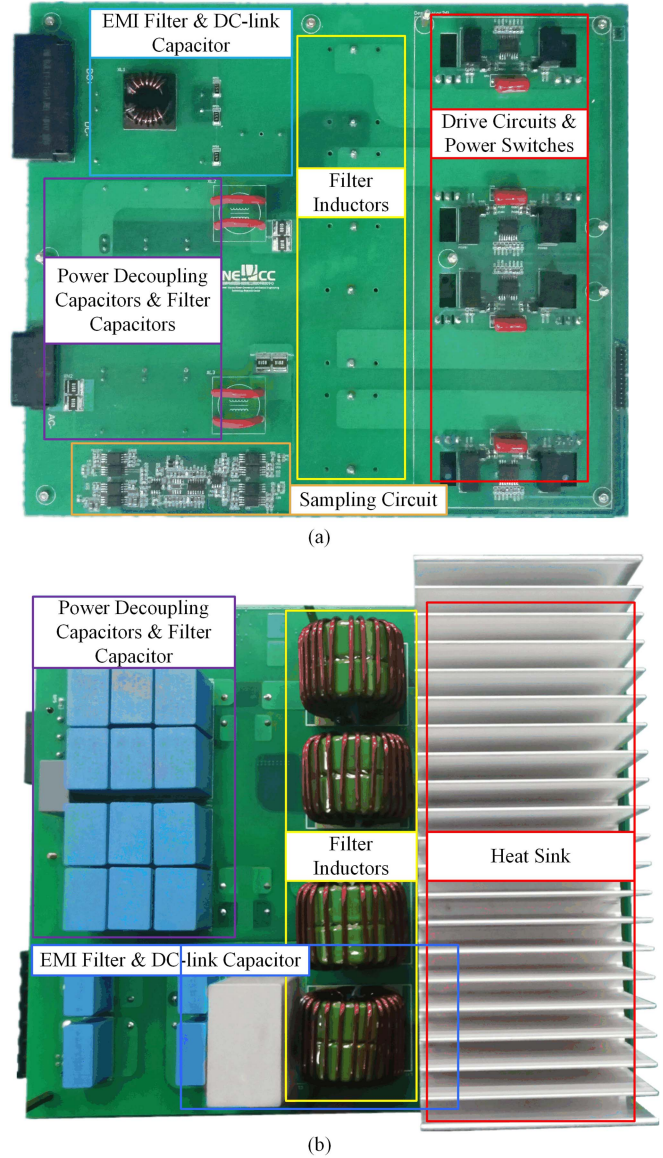 EMI Filter & DC-link
Capacitor
Drive Circuits &
Power Switches
Filter
Inductors
Power Decoupling
Capacitors & Filter
Capacitors
Sampling Circuit
AC-
(a)
Power Decoupling
Capacitors & Filter
Capacitor
Filter
Inductors
Heat Sink
EMI Filter & DC-link Capacitor
(b)